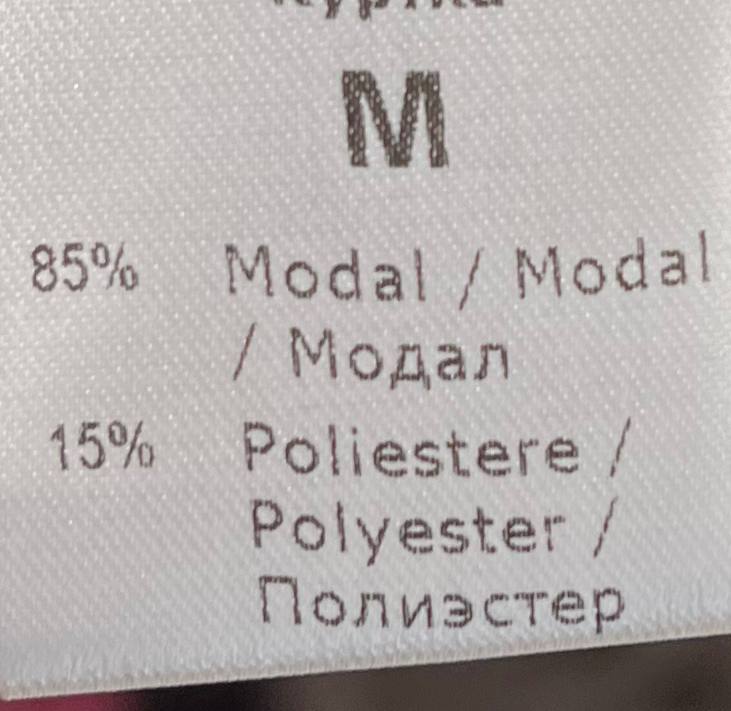 M
85% Modal / Modal
/ Модал
15% Poliestere /
Polyester /
Полиэстер